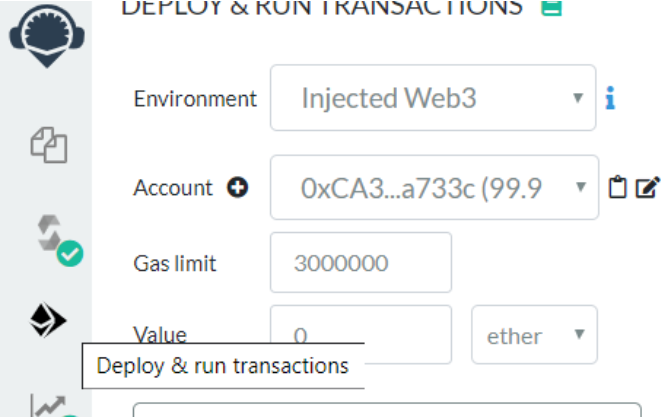 DEPLOY & RUN TRANSACTIONS
Environment Injected Web3
Account 0xCA3...a733c (99.9
Gas limit 3000000
Value 0 ether
Deploy & run transactions